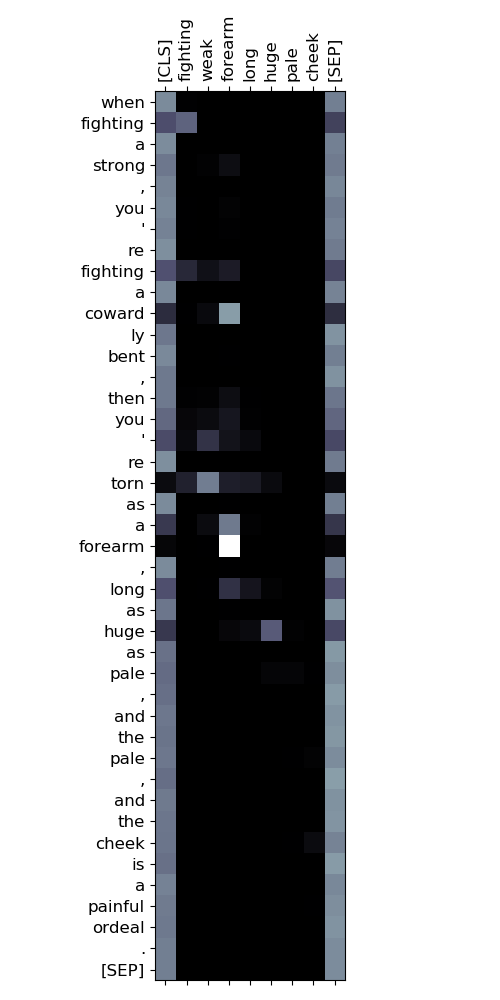 [CLS] fighting weak forearm long huge pale cheek [SEP]
when
fighting
a
strong
,
you
'
re
fighting
a
coward
ly
bent
,
then
you
'
re
torn
as
a
forearm
,
long
as
huge
as
pale
,
and
the
pale
,
and
the
cheek
is
a
painful
ordeal
.
[SEP]